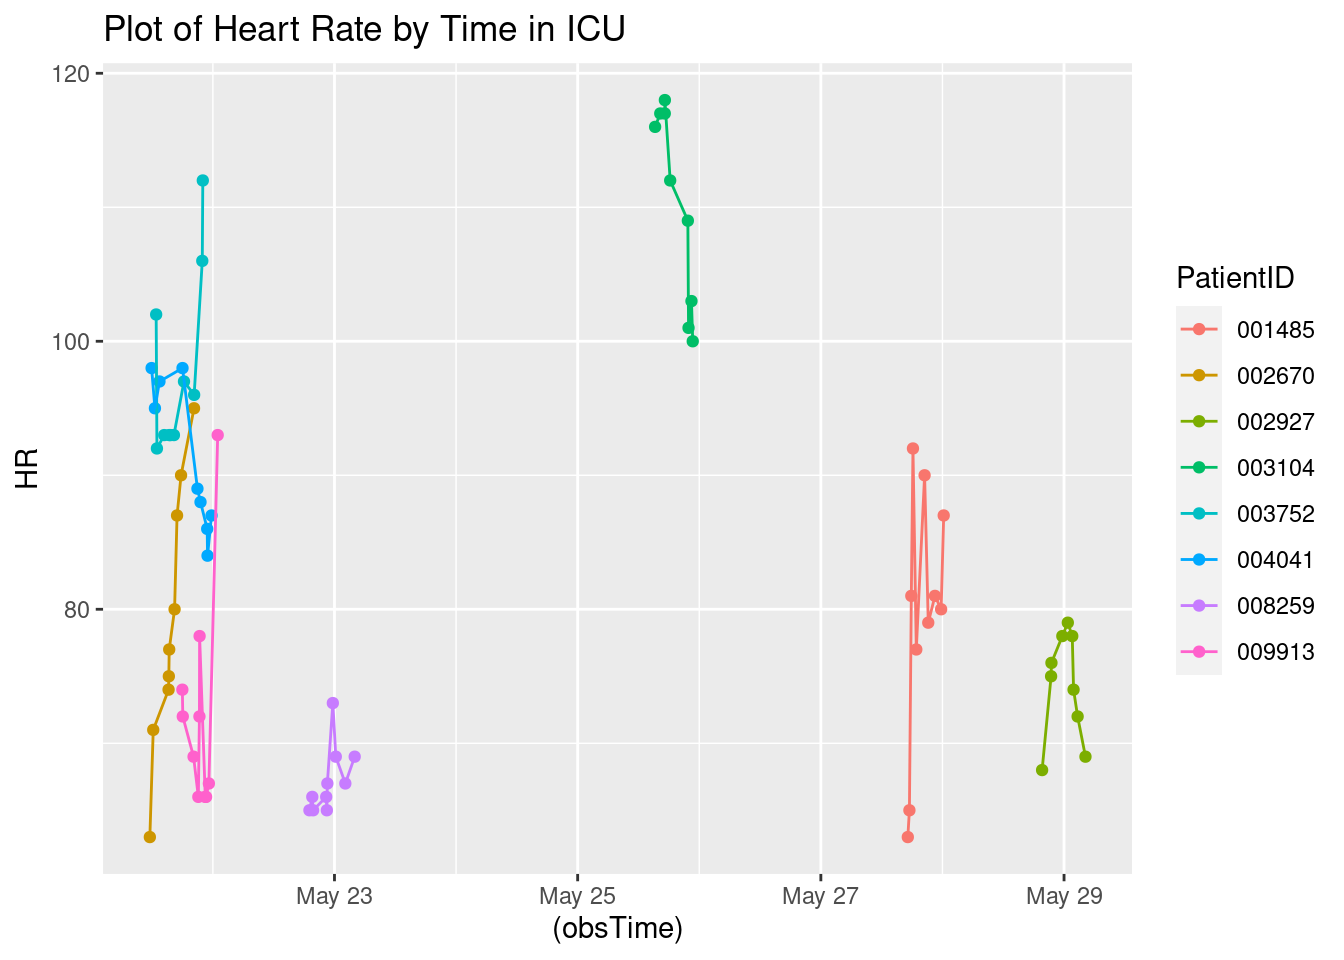 Plot of Heart Rate by Time in ICU
120
100
80
HR
May 23
May 25
May 27
May 29
(obsTime)
PatientID
001485
002670
002927
003104
003752
004041
008259
009913